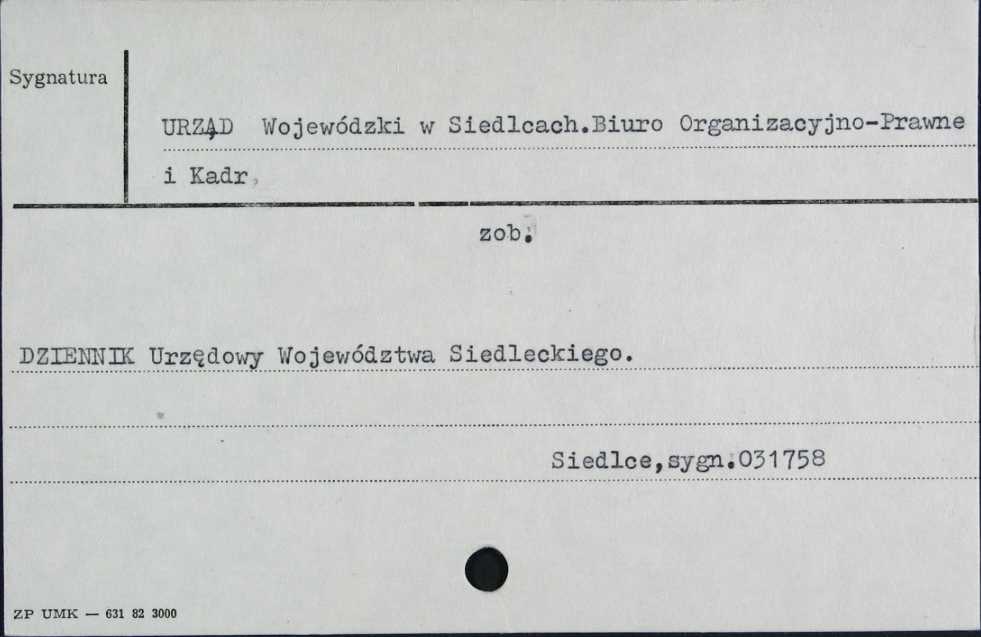 Sygnatura
URZĄD Wojewódzki w Siedlcach.Biuro Organizacyjno-Prawne
i Kadr,
zob.
DZIENNIK Urzędowy Województwa Siedleckiego.
Siedlce,sygn.031758
ZP UMK — 631 82 3000